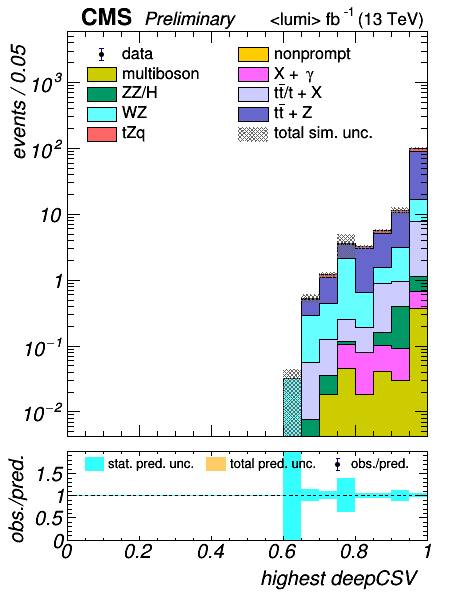 CMS Preliminary <lumi> fb⁻¹ (13 TeV)
data
nonprompt
multiboson
X + γ
ZZ/H
tt̄/t + X
WZ
tt̄ + Z
tZq
total sim. unc.
events / 0.05
10³
10²
10
1
10⁻¹
10⁻²
stat. pred. unc. total pred. unc. obs./pred.
obs./pred.
1.5
1
0.5
0
0 0.2 0.4 0.6 0.8 1
highest deepCSV